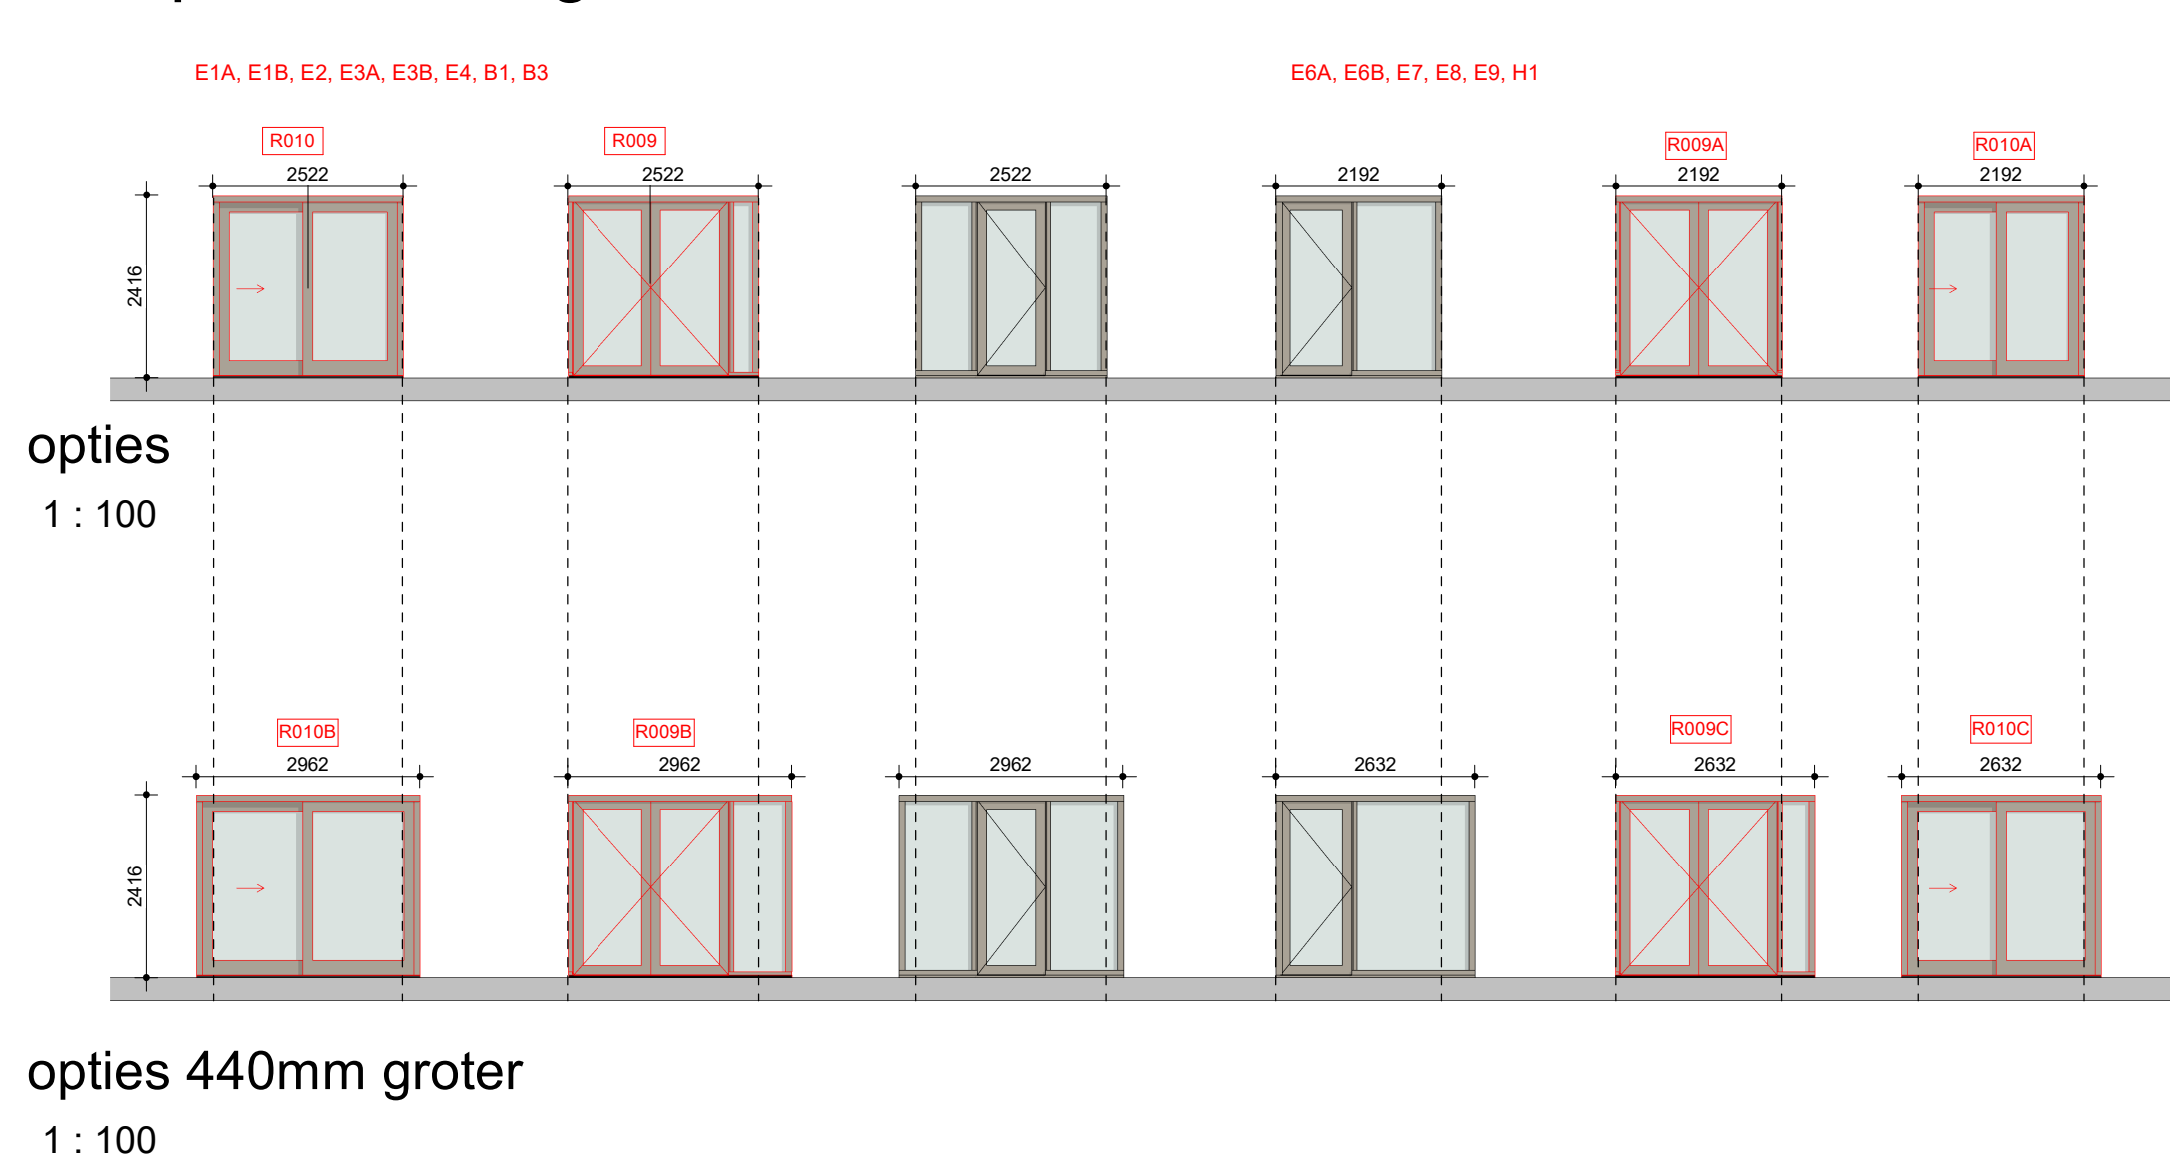 E1A, E1B, E2, E3A, E3B, E4, B1, B3
E6A, E6B, E7, E8, E9, H1
R010
R009
R009A
R010A
2522
2522
2522
2192
2192
2192
2416
opties
1 : 100
R010B
R009B
R009C
R010C
2962
2962
2962
2632
2632
2632
2416
opties 440mm groter
1 : 100